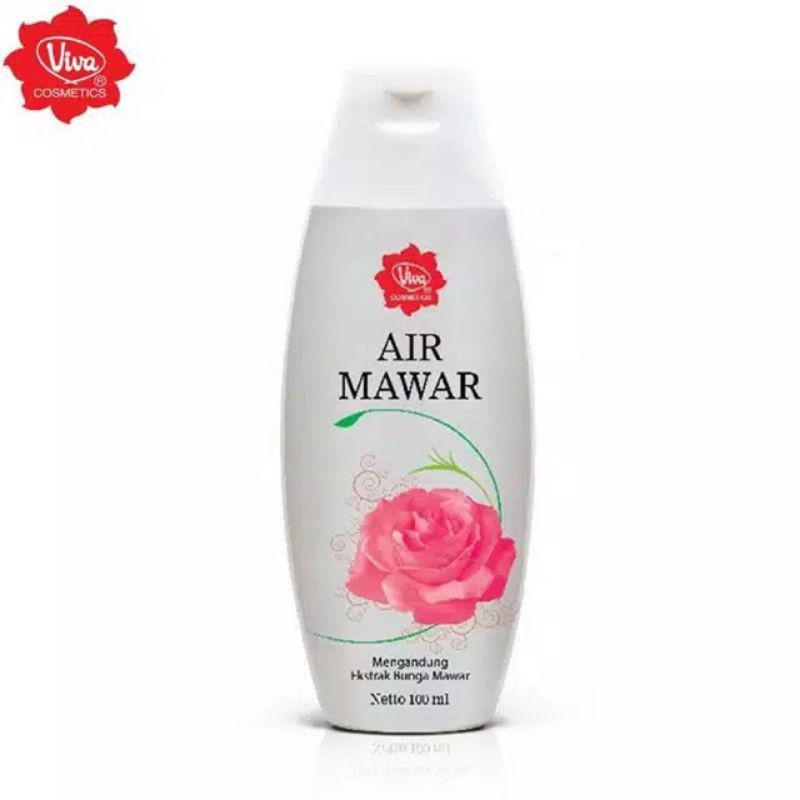 Viva
®
COSMETICS
Viva
®
COSMETICS
AIR
MAWAR
Mengandung
Ekstrak Bunga Mawar
Netto 100 ml